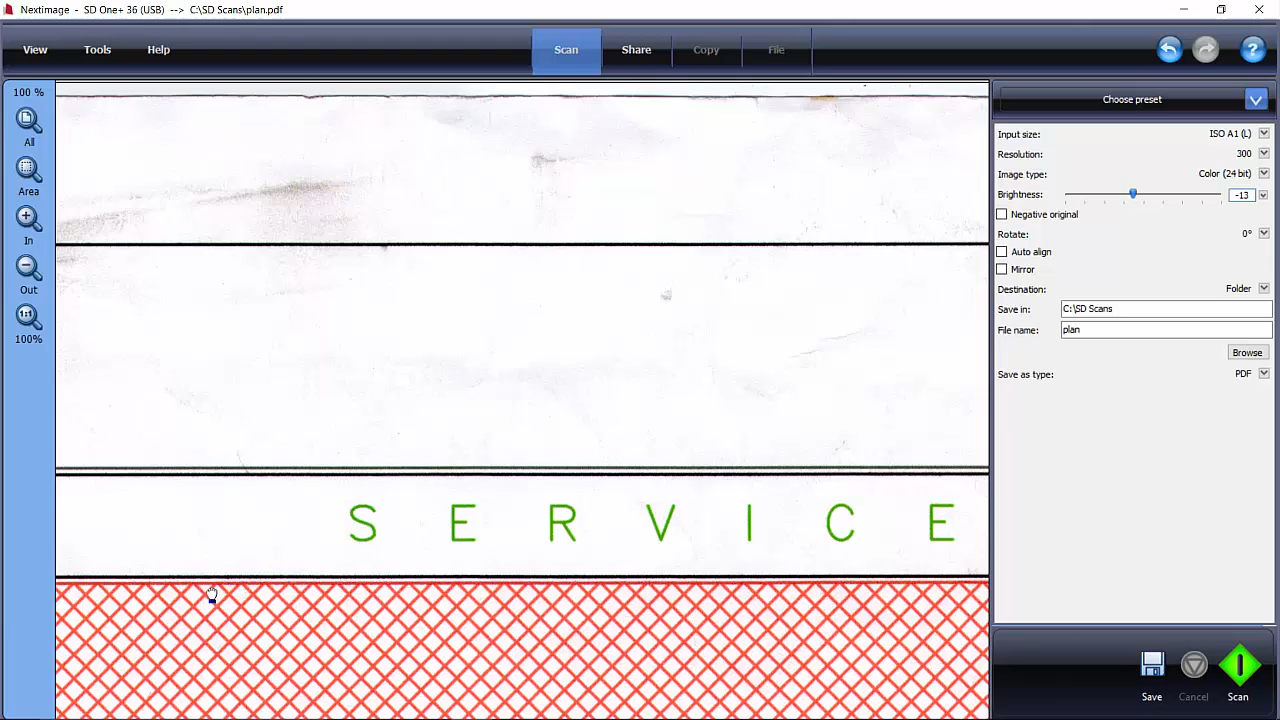 Nextimage - SD One+ 36 (USB) --> C:\SD Scans\plan.pdf
View Tools Help Scan Share Copy File
100 %
All
Area
In
Out
1:1
100%
S E R V I C E
Choose preset
Input size: ISO A1 (L)
Resolution: 300
Image type: Color (24 bit)
Brightness: -13
Negative original
Rotate: 0°
Auto align
Mirror
Destination: Folder
Save in: C:\SD Scans
File name: plan
Browse
Save as type: PDF
Save Cancel Scan